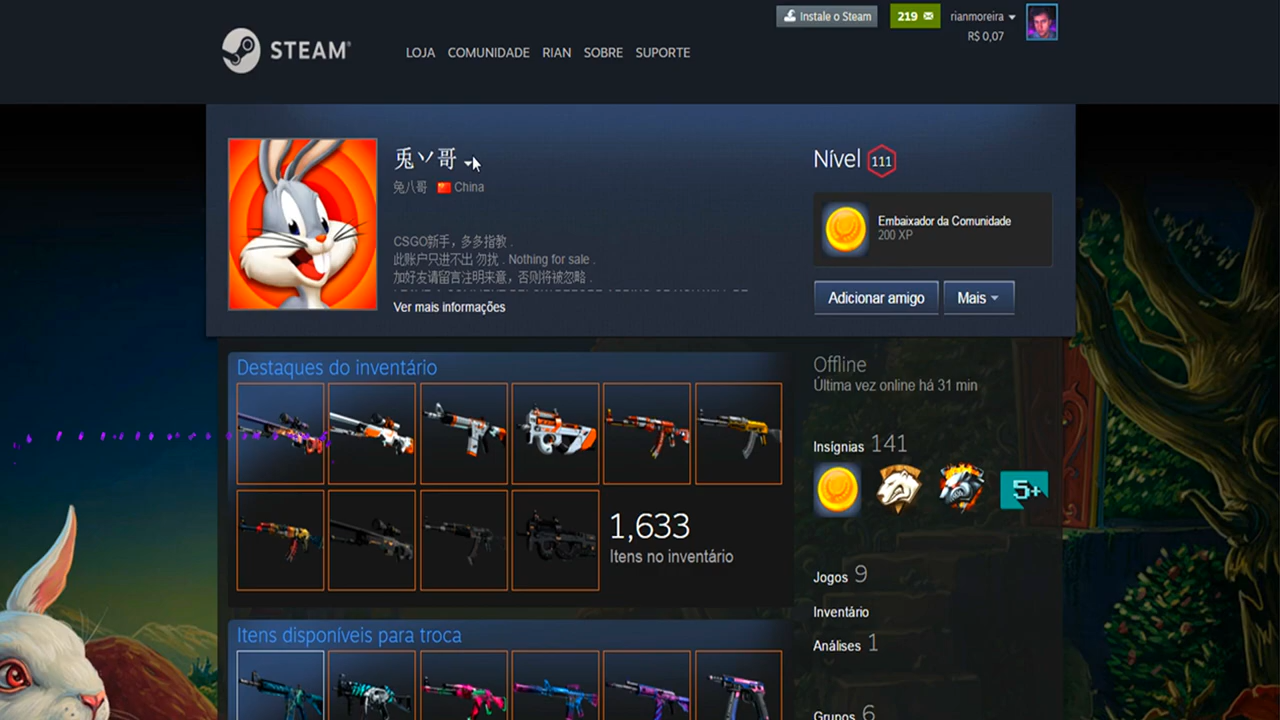 Instale o Steam
219
rianmoreira
R$ 0,07
STEAM®
LOJA COMUNIDADE RIAN SOBRE SUPORTE
兎丷哥
兔八哥 China
CSGO新手，多多指教 .
此账户只进不出 勿扰 . Nothing for sale .
加好友请留言注明来意，否则将被忽略 .
Ver mais informações
Nível 111
Embaixador da Comunidade
200 XP
Adicionar amigo
Mais
Destaques do inventário
1,633
Itens no inventário
Itens disponíveis para troca
Offline
Última vez online há 31 min
Insígnias 141
5+
Jogos 9
Inventário
Análises 1
Grupos 6